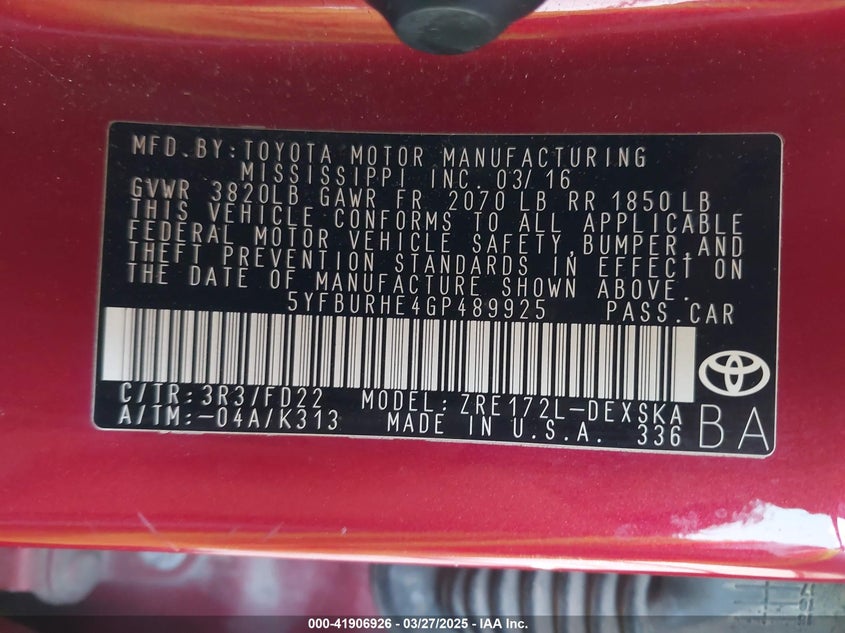 MFD.BY:TOYOTA MOTOR MANUFACTURING
MISSISSIPPI INC. 03/16
GVWR 3820LB GAWR FR 2070 LB RR 1850 LB
THIS VEHICLE CONFORMS TO ALL APPLICABLE
FEDERAL MOTOR VEHICLE SAFETY,BUMPER,AND
THEFT PREVENTION STANDARDS IN EFFECT ON
THE DATE OF MANUFACTURE SHOWN ABOVE.
5YFBURHE4GP489925 PASS.CAR
C/TR:3R3/FD22 MODEL:ZRE172L-DEXSKA
A/TM:-04A/K313 MADE IN U.S.A. 336 BA
000-41906926 - 03/27/2025 - IAA Inc.